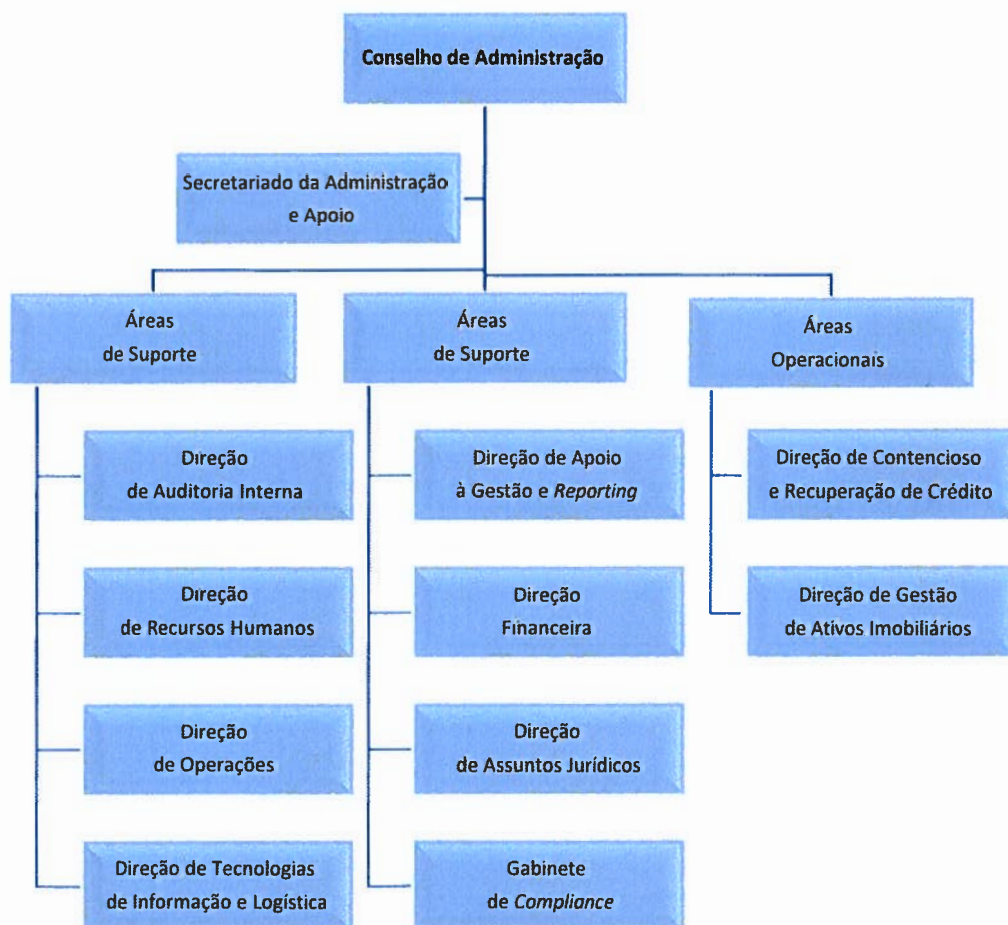 Conselho de Administração
Secretariado da Administração
e Apoio
Áreas
de Suporte
Direção
de Auditoria Interna
Direção
de Recursos Humanos
Direção
de Operações
Direção de Tecnologias
de Informação e Logística
Áreas
de Suporte
Direção de Apoio
à Gestão e Reporting
Direção
Financeira
Direção
de Assuntos Jurídicos
Gabinete
de Compliance
Áreas
Operacionais
Direção de Contencioso
e Recuperação de Crédito
Direção de Gestão
de Ativos Imobiliários